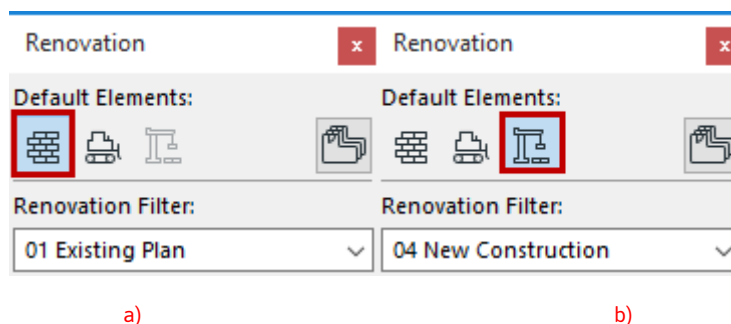 Renovation
x
Renovation
x
Default Elements:
Default Elements:
Renovation Filter:
Renovation Filter:
01 Existing Plan
04 New Construction
a)
b)